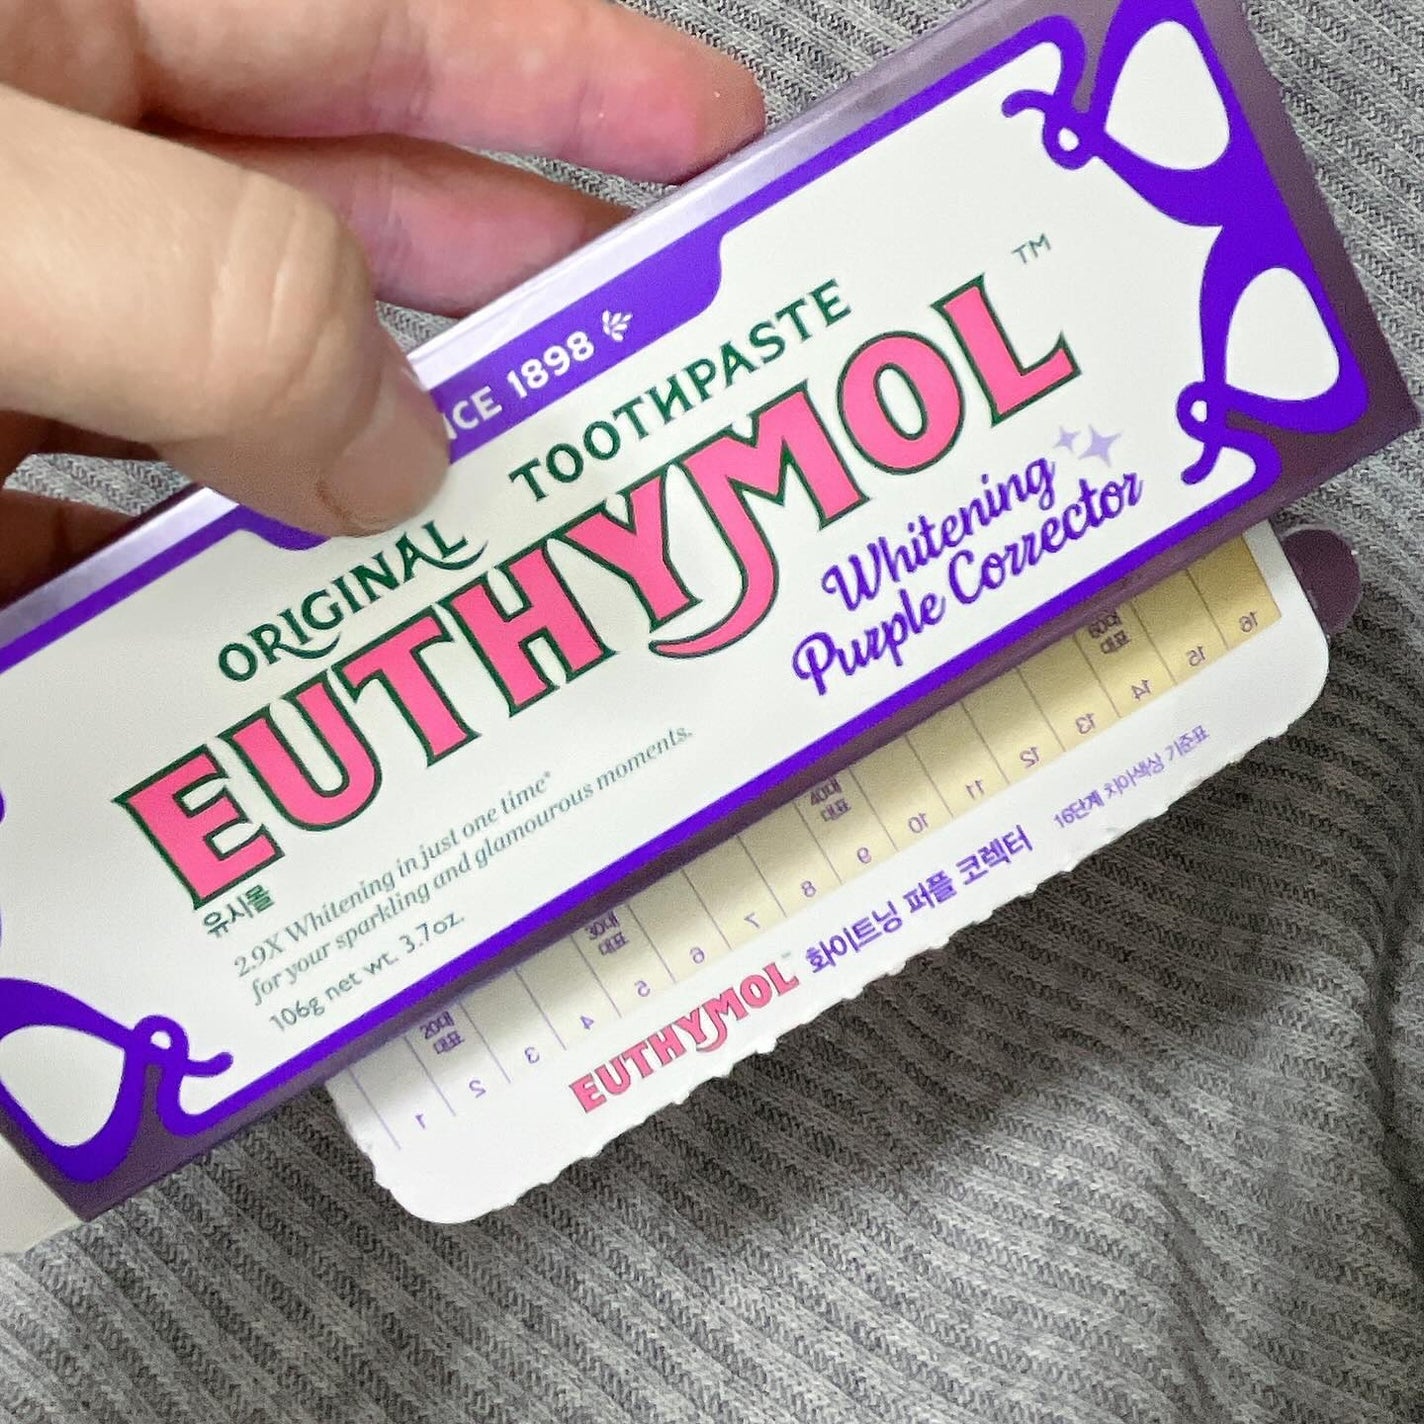 1898
ORIGINAL TOOTHPASTE
EUTHYMOL™
유시몰
Whitening
Purple Corrector
2.9X Whitening in just one time*
for your sparkling and glamourous moments.
106g net wt. 3.7oz.
20대
대표
30대
대표
40대
대표
60대
대표
1 2 3 4 5 6 7 8 9 10 11 12 13 14 15 16
EUTHYMOL 화이트닝 퍼플 코렉터 16단계 치아색상 기준표